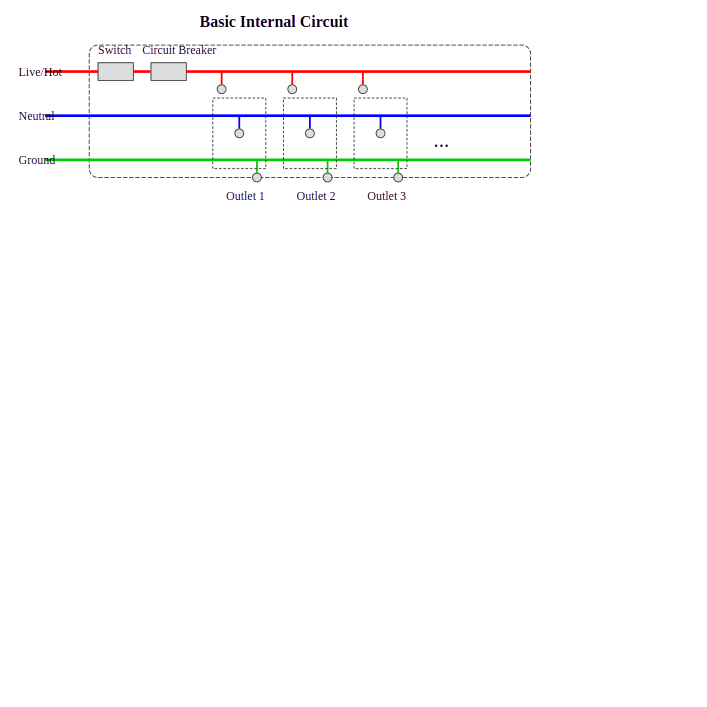 Basic Internal Circuit
Switch
Circuit Breaker
Live/Hot
Neutral
...
Ground
Outlet 1
Outlet 2
Outlet 3